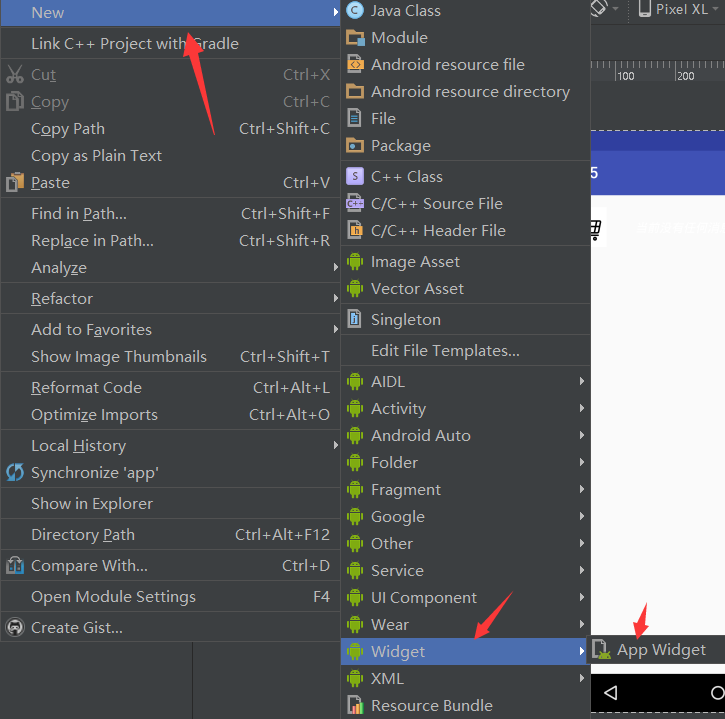 New
Link C++ Project with Gradle
Cut Ctrl+X
Copy Ctrl+C
Copy Path Ctrl+Shift+C
Copy as Plain Text
Paste Ctrl+V
Find in Path... Ctrl+Shift+F
Replace in Path... Ctrl+Shift+R
Analyze
Refactor
Add to Favorites
Show Image Thumbnails Ctrl+Shift+T
Reformat Code Ctrl+Alt+L
Optimize Imports Ctrl+Alt+O
Local History
Synchronize 'app'
Show in Explorer
Directory Path Ctrl+Alt+F12
Compare With... Ctrl+D
Open Module Settings F4
Create Gist...
Java Class
Module
Android resource file
Android resource directory
File
Package
C++ Class
C/C++ Source File
C/C++ Header File
Image Asset
Vector Asset
Singleton
Edit File Templates...
AIDL
Activity
Android Auto
Folder
Fragment
Google
Other
Service
UI Component
Wear
Widget
XML
Resource Bundle
App Widget
Pixel XL
100 200
5